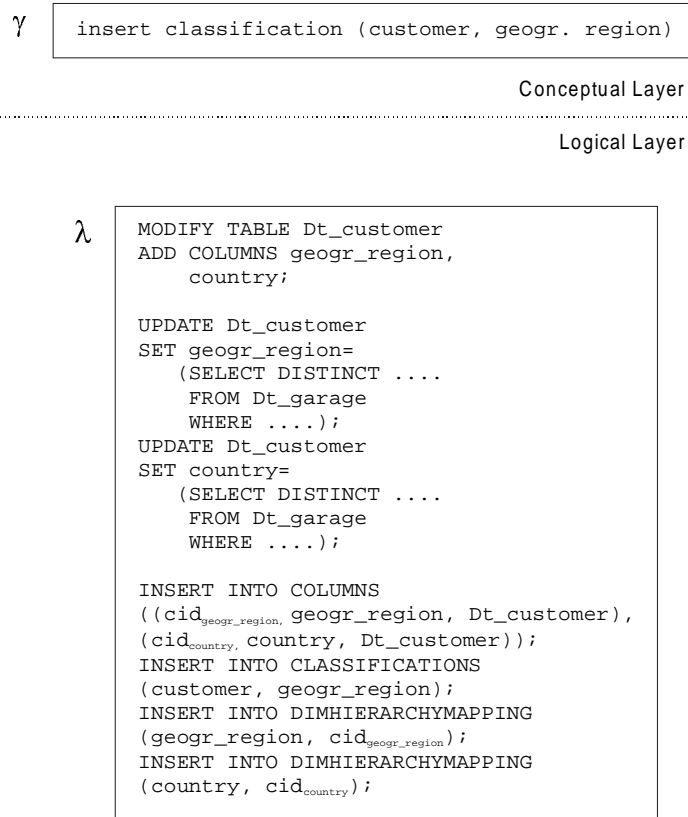 γ
insert classification (customer, geogr. region)
Conceptual Layer
Logical Layer
λ
MODIFY TABLE Dt_customer
ADD COLUMNS geogr_region,
country;
UPDATE Dt_customer
SET geogr_region=
(SELECT DISTINCT ....
FROM Dt_garage
WHERE ....);
UPDATE Dt_customer
SET country=
(SELECT DISTINCT ....
FROM Dt_garage
WHERE ....);
INSERT INTO COLUMNS
((cidgeogr_region, geogr_region, Dt_customer),
(cidcountry, country, Dt_customer));
INSERT INTO CLASSIFICATIONS
(customer, geogr_region);
INSERT INTO DIMHIERARCHYMAPPING
(geogr_region, cidgeogr_region);
INSERT INTO DIMHIERARCHYMAPPING
(country, cidcountry);